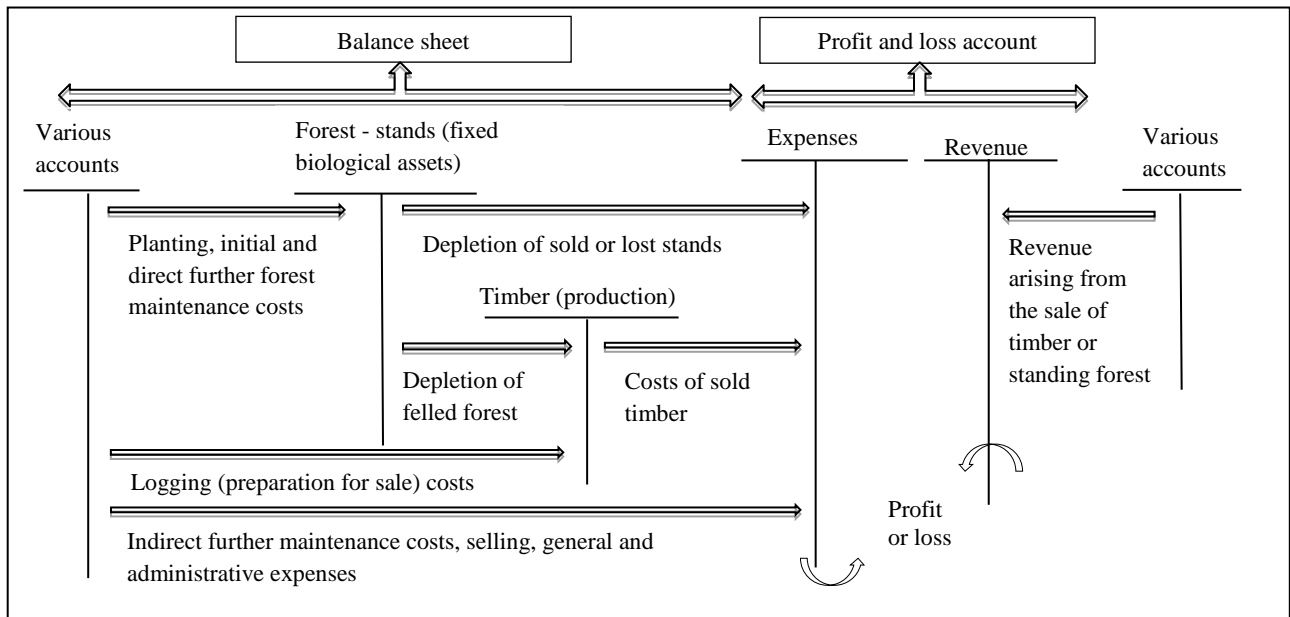 Balance sheet
Profit and loss account
Various
accounts
Forest - stands (fixed
biological assets)
Expenses
Revenue
Various
accounts
Planting, initial and
direct further forest
maintenance costs
Depletion of sold or lost stands
Revenue
arising from
the sale of
timber or
standing forest
Timber (production)
Depletion of
felled forest
Costs of sold
timber
Logging (preparation for sale) costs
Profit
or loss
Indirect further maintenance costs, selling, general and
administrative expenses